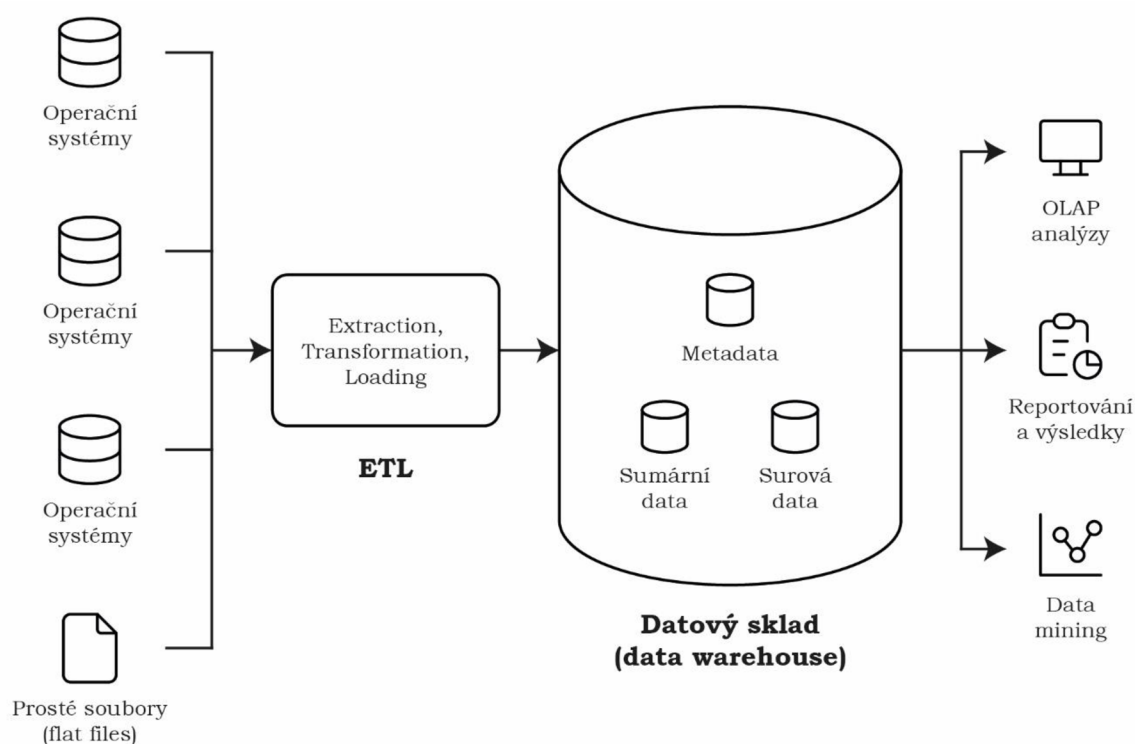 Operační
systémy
Operační
systémy
Operační
systémy
Prosté soubory
(flat files)
Extraction,
Transformation,
Loading
ETL
Metadata
Sumární
data
Surová
data
Datový sklad
(data warehouse)
OLAP
analýzy
Reportování
a výsledky
Data
mining